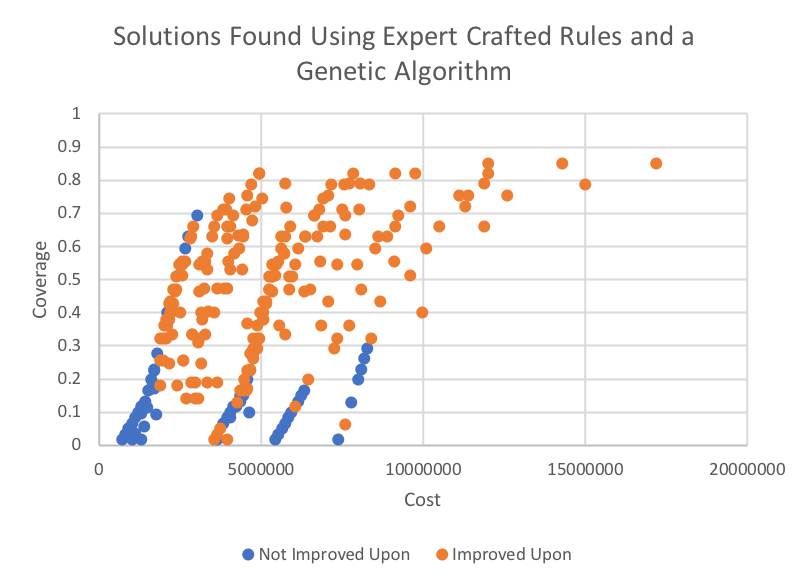 Solutions Found Using Expert Crafted Rules and a
Genetic Algorithm
1
0.9
0.8
0.7
0.6
0.5
0.4
0.3
0.2
0.1
0
Coverage
0 5000000 10000000 15000000 20000000
Cost
Not Improved Upon Improved Upon